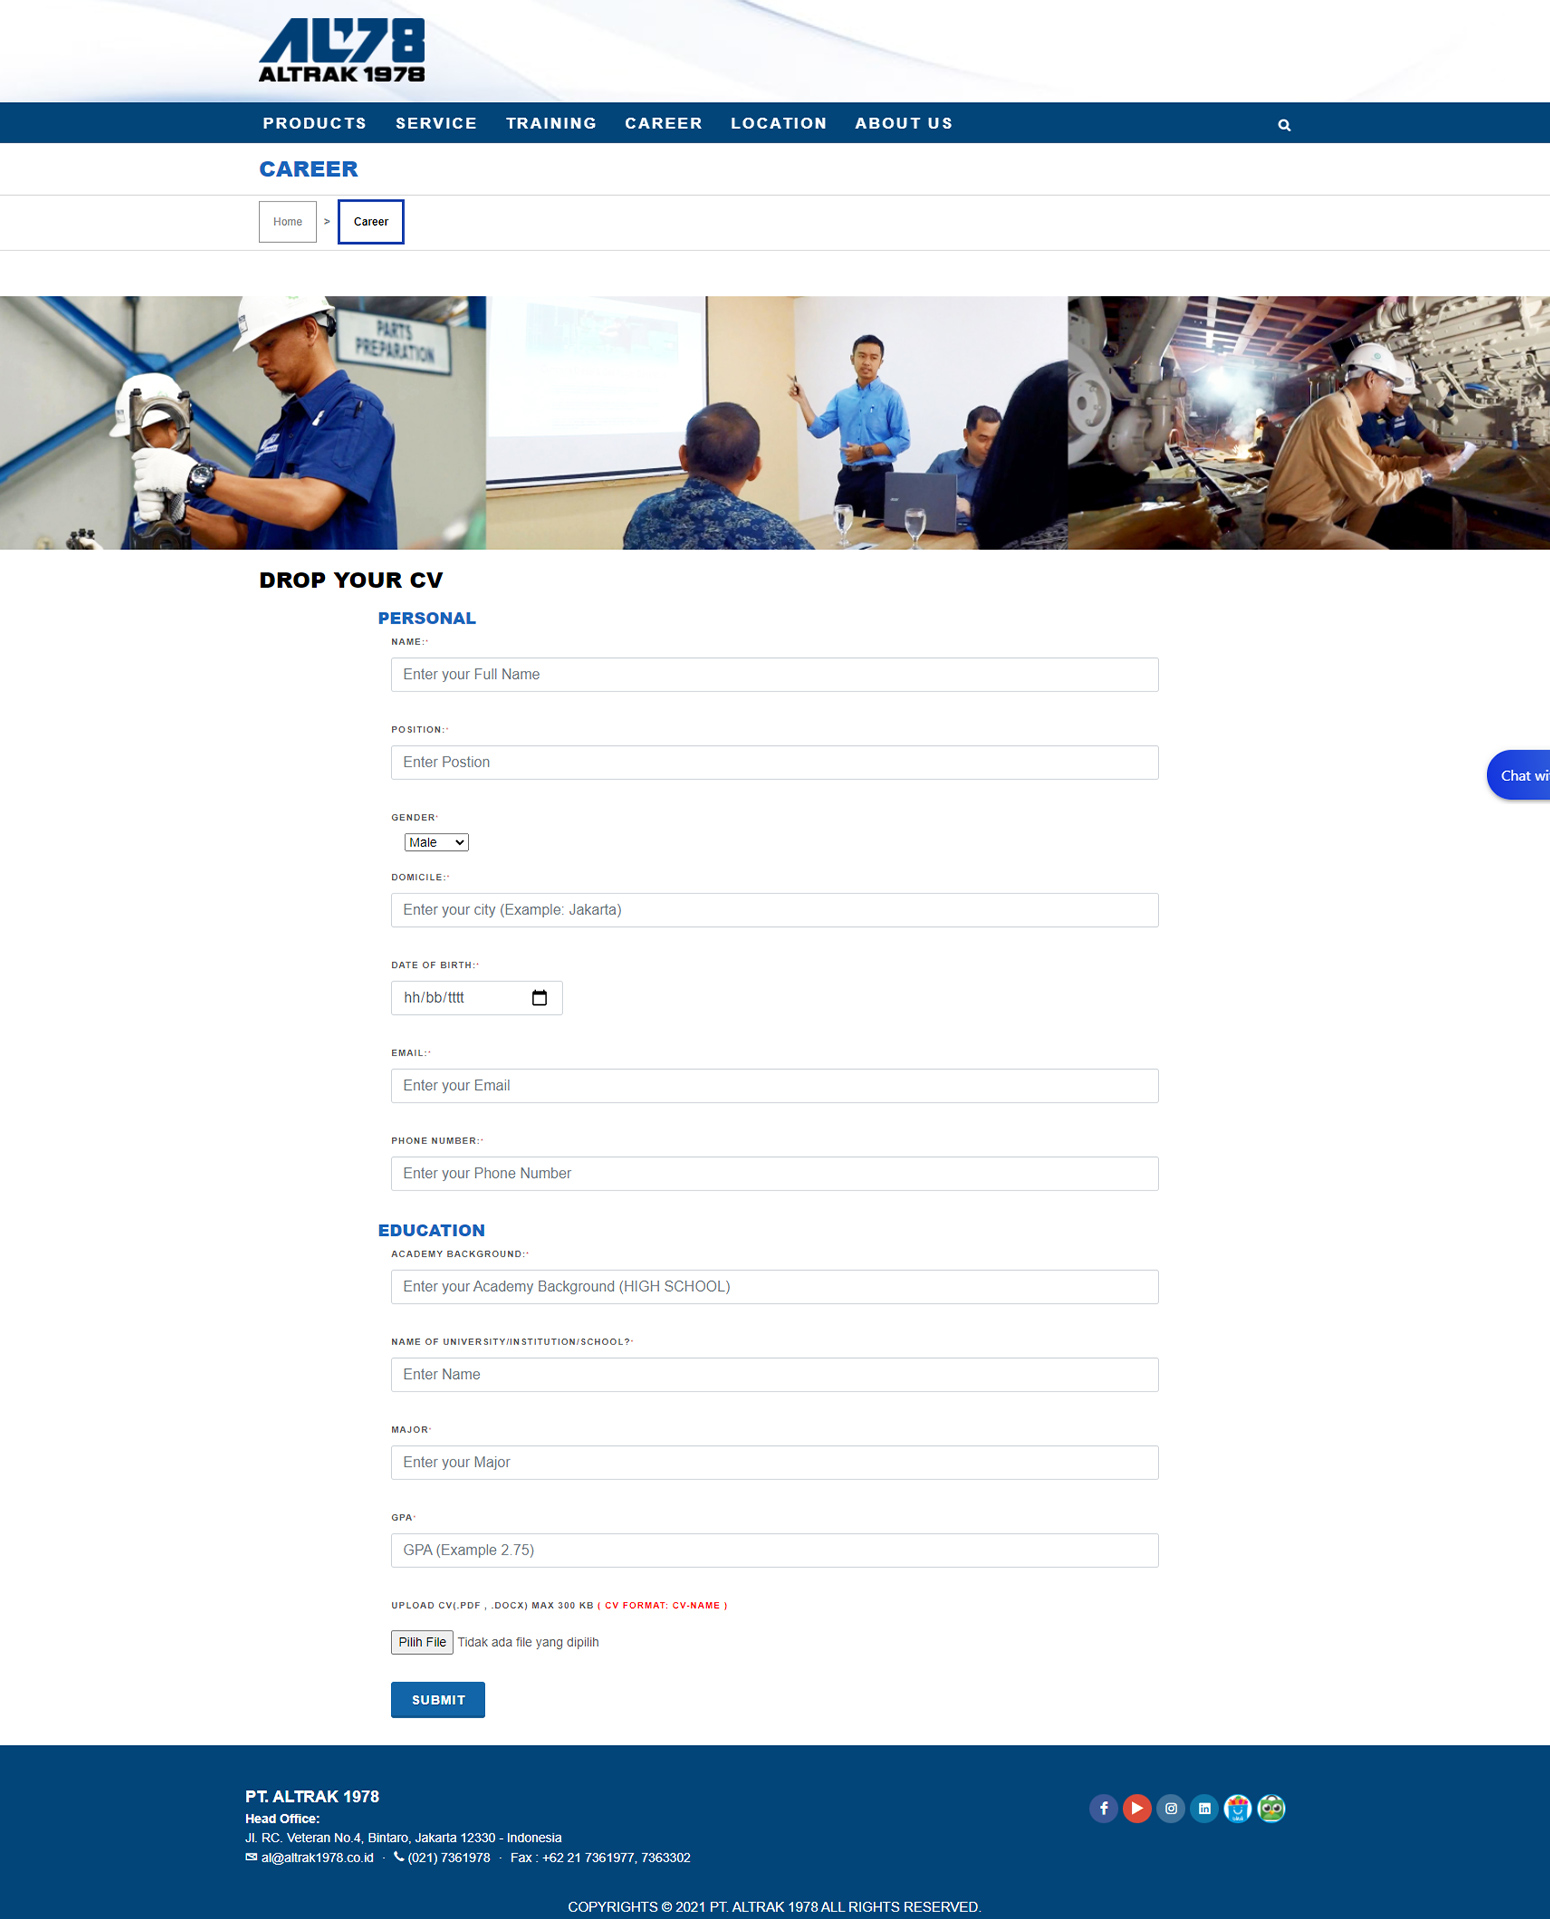 AL78
ALTRAK 1978
PRODUCTS SERVICE TRAINING CAREER LOCATION ABOUT US
CAREER
Home > Career
PARTS
PREPARATION
DROP YOUR CV
PERSONAL
NAME:*
Enter your Full Name
POSITION:*
Enter Postion
Chat wi
GENDER*
Male
DOMICILE:*
Enter your city (Example: Jakarta)
DATE OF BIRTH:*
hh/bb/tttt
EMAIL:*
Enter your Email
PHONE NUMBER:*
Enter your Phone Number
EDUCATION
ACADEMY BACKGROUND:*
Enter your Academy Background (HIGH SCHOOL)
NAME OF UNIVERSITY/INSTITUTION/SCHOOL?*
Enter Name
MAJOR*
Enter your Major
GPA*
GPA (Example 2.75)
UPLOAD CV(.PDF , .DOCX) MAX 300 KB ( CV FORMAT: CV-NAME )
Pilih File Tidak ada file yang dipilih
SUBMIT
PT. ALTRAK 1978
Head Office:
Jl. RC. Veteran No.4, Bintaro, Jakarta 12330 - Indonesia
al@altrak1978.co.id · (021) 7361978 · Fax : +62 21 7361977, 7363302
COPYRIGHTS © 2021 PT. ALTRAK 1978 ALL RIGHTS RESERVED.